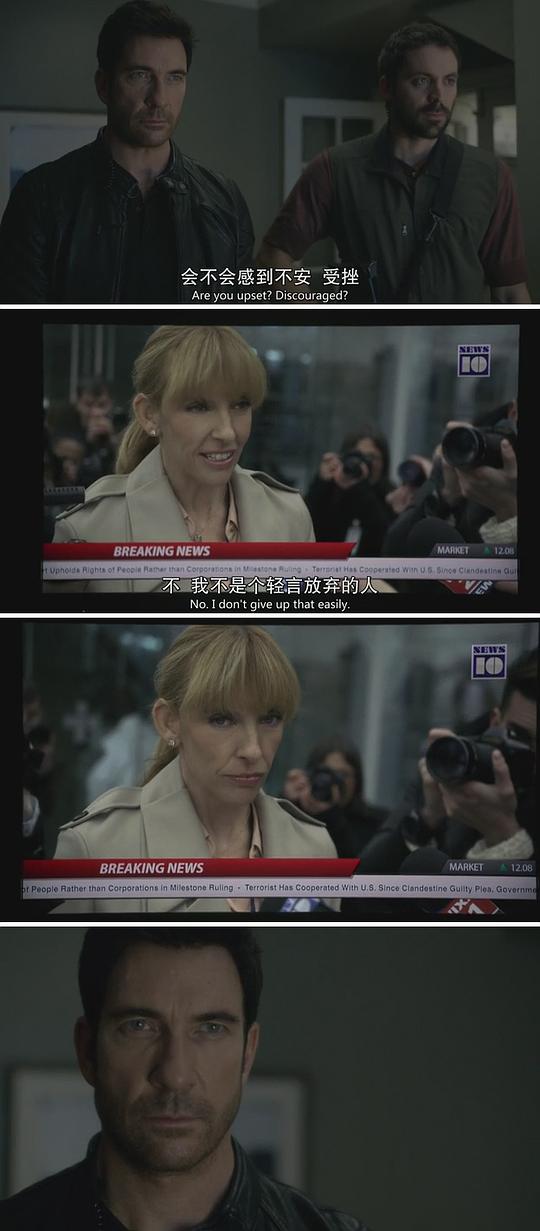 会不会感到不安 受挫
Are you upset? Discouraged?
NEWS
10
BREAKING NEWS
MARKET 12.08
Upholds Rights of People Rather than Corporations in Milestone Ruling - Terrorist Has Cooperated With U.S. Since Clandestine
不 我不是个轻言放弃的人
No. I don't give up that easily.
NEWS
10
BREAKING NEWS
MARKET 12.08
of People Rather than Corporations in Milestone Ruling - Terrorist Has Cooperated With U.S. Since Clandestine Guilty Plea, Governme